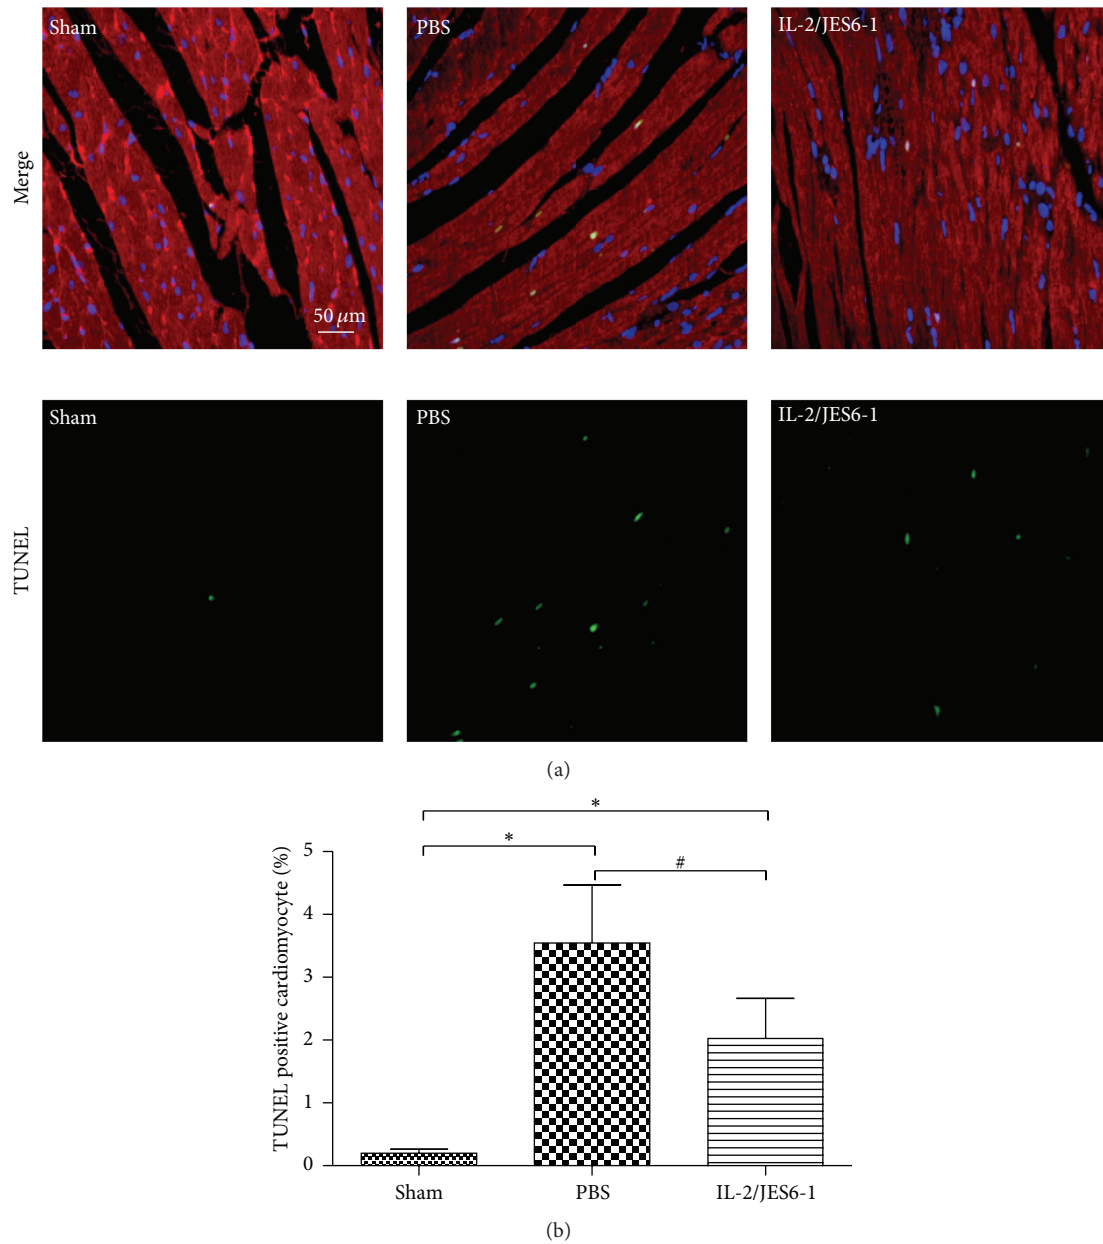 Merge
Sham
50 μm
PBS
IL-2/JES6-1
TUNEL
Sham
PBS
IL-2/JES6-1
(a)
TUNEL positive cardiomyocyte (%)
*
*
#
5
4
3
2
1
0
Sham
PBS
IL-2/JES6-1
(b)